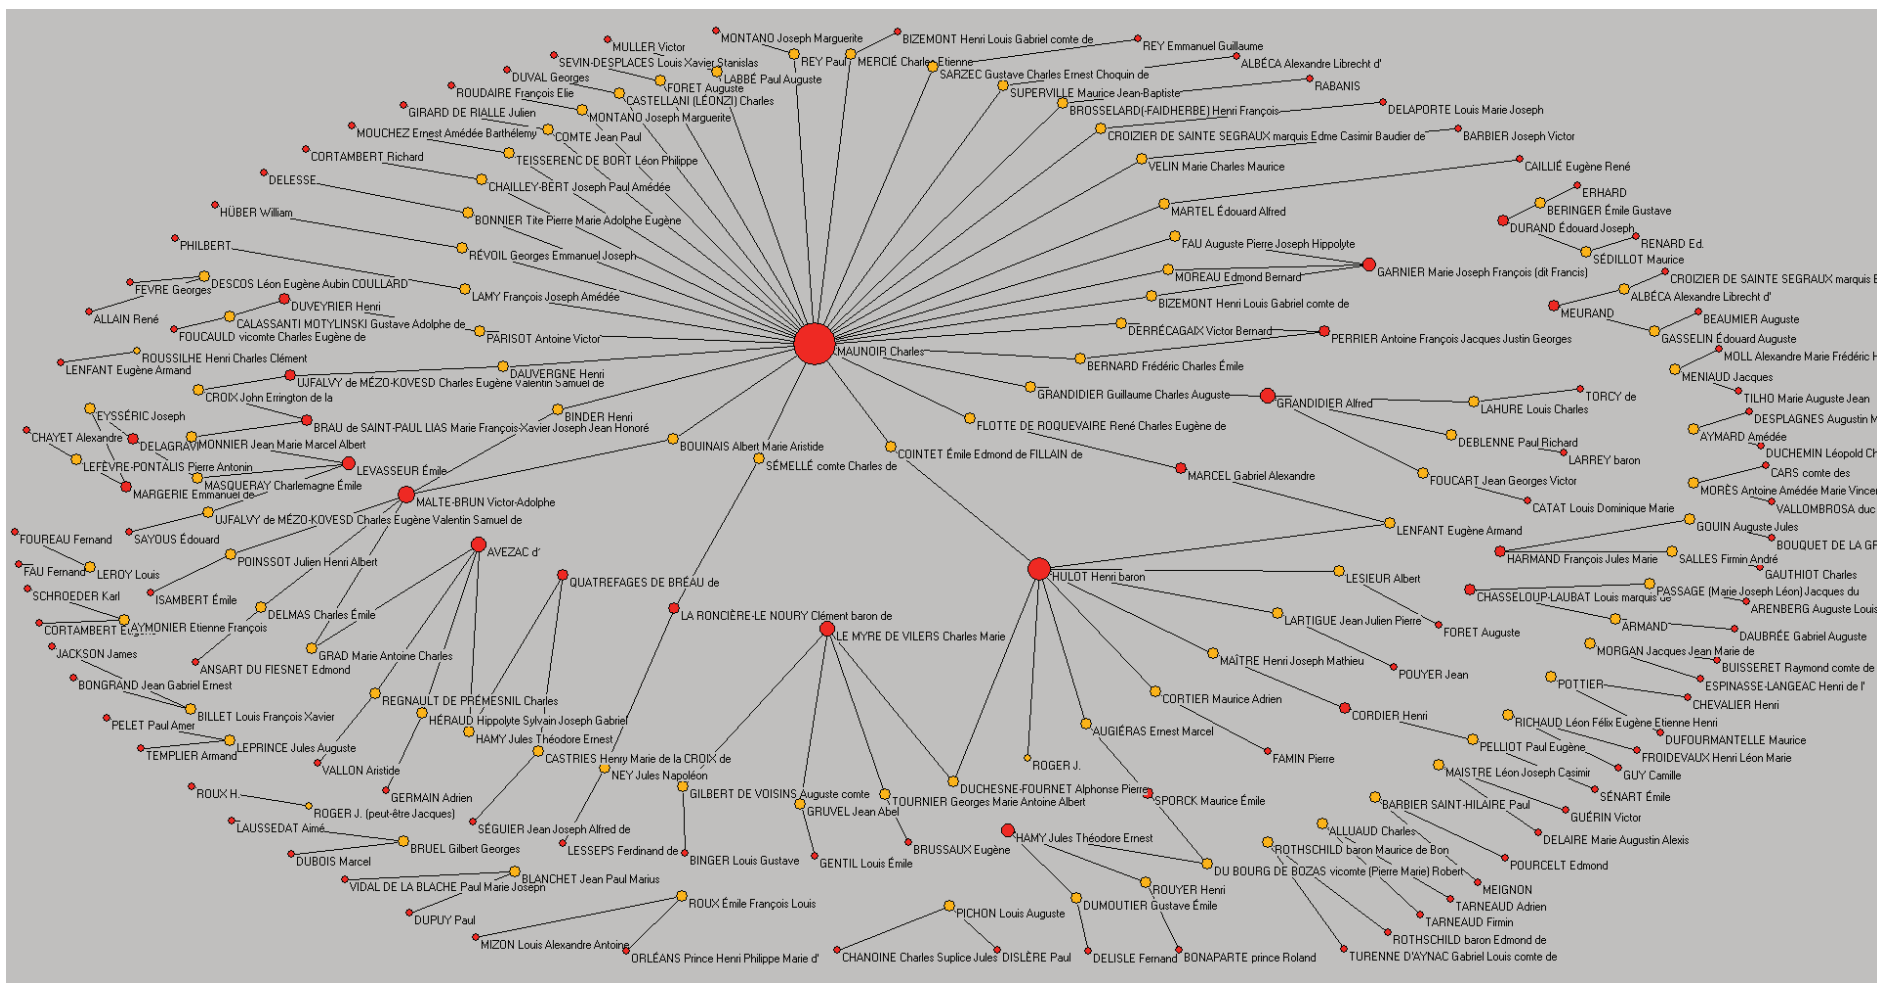 MONTANO Joseph Marguerite
BIZEMONT Henri Louis Gabriel comte de
MULLER Victor
REY Emmanuel Guillaume
SEVIN-DESPLACES Louis Xavier Stanislas
REY Paul
MERCIÉ Charles Etienne
ALBÉCA Alexandre Librecht d'
DUVAL Georges
LABBÉ Paul Auguste
SARZEC Gustave Charles Ernest Choquin de
ROUDAIRE François Elie
FORET Auguste
SUPERVILLE Maurice Jean-Baptiste
RABANIS
CASTELLANI (LÉONZI) Charles
BROSSELARD(-FAIDHERBE) Henri François
DELAPORTE Louis Marie Joseph
GIRARD DE RIALLE Julien
MONTANO Joseph Marguerite
MOUCHEZ Ernest Amédée Barthélemy
COMTE Jean Paul
CROIZIER DE SAINTE SEGRAUX marquis Edme Casimir Baudier de
BARBIER Joseph Victor
CORTAMBERT Richard
TEISSERENC DE BORT Léon Philippe
VELIN Marie Charles Maurice
CAILLIÉ Eugène René
DELESSE
CHAILLEY-BERT Joseph Paul Amédée
ERHARD
HÜBER William
BONNIER Tite Pierre Marie Adolphe Eugène
MARTEL Édouard Alfred
BERINGER Émile Gustave
DURAND Édouard Joseph
PHILBERT
RÉVOIL Georges Emmanuel Joseph
FAU Auguste Pierre Joseph Hippolyte
RENARD Ed.
SÉDILLOT Maurice
GARNIER Marie Joseph François (dit Francis)
MOREAU Edmond Bernard
CROIZIER DE SAINTE SEGRAUX marquis E
FEVRE Georges
DESCOS Léon Eugène Aubin COULLARD
LAMY François Joseph Amédée
BIZEMONT Henri Louis Gabriel comte de
ALBÉCA Alexandre Librecht d'
DUVEYRIER Henri
MEURAND
ALLAIN René
CALASSANTI MOTYLINSKI Gustave Adolphe de
BEAUMIER Auguste
FOUCAULD vicomte Charles Eugène de
PARISOT Antoine Victor
DERRÉCAGAIX Victor Bernard
PERRIER Antoine François Jacques Justin Georges
GASSELIN Édouard Auguste
MAUNOIR Charles
ROUSSILHE Henri Charles Clément
MOLL Alexandre Marie Frédéric H
LENFANT Eugène Armand
BERNARD Frédéric Charles Émile
DAUVERGNE Henri
MENIAUD Jacques
UJFALVY de MÉZO-KOVESD Charles Eugène Valentin Samuel de
GRANDIDIER Guillaume Charles Auguste
GRANDIDIER Alfred
TORCY de
TILHO Marie Auguste Jean
CROIX John Errington de la
LAHURE Louis Charles
EYSSÉRIC Joseph
BINDER Henri
DESPLAGNES Augustin M
BRAU de SAINT-PAUL LIAS Marie François-Xavier Joseph Jean Honoré
FLOTTE DE ROQUEVAIRE René Charles Eugène de
CHAYET Alexandre
DELAGRAV
MONNIER Jean Marie Marcel Albert
BOUINAIS Albert Marie Aristide
DEBLENNE Paul Richard
AYMARD Amédée
COINTET Émile Edmond de FILLAIN de
LARREY baron
DUCHEMIN Léopold Ch
LEFÈVRE-PONTALIS Pierre Antonin
LEVASSEUR Émile
SÉMELLÉ comte Charles de
MARCEL Gabriel Alexandre
FOUCART Jean Georges Victor
CARS comte des
MASQUERAY Charlemagne Émile
MARGERIE Emmanuel de
MORÈS Antoine Amédée Marie Vincen
MALTE-BRUN Victor-Adolphe
CATAT Louis Dominique Marie
VALLOMBROSA duc
UJFALVY de MÉZO-KOVESD Charles Eugène Valentin Samuel de
LENFANT Eugène Armand
GOUIN Auguste Jules
FOUREAU Fernand
SAYOUS Édouard
BOUQUET DE LA GR
AVEZAC d'
HARMAND François Jules Marie
SALLES Firmin André
POINSSOT Julien Henri Albert
FAU Fernand
LEROY Louis
HULOT Henri baron
LESIEUR Albert
GAUTHIOT Charles
QUATREFAGES DE BRÉAU de
SCHROEDER Karl
ISAMBERT Émile
CHASSELOUP-LAUBAT Louis marquis de
PASSAGE (Marie Joseph Léon) Jacques du
ARENBERG Auguste Louis
DELMAS Charles Émile
LA RONCIÈRE-LE NOURY Clément baron de
LARTIGUE Jean Julien Pierre
CORTAMBERT Eugène
AYMONIER Etienne François
FORET Auguste
ARMAND
DAUBRÉE Gabriel Auguste
LE MYRE DE VILERS Charles Marie
JACKSON James
GRAD Marie Antoine Charles
MAÎTRE Henri Joseph Mathieu
MORGAN Jacques Jean Marie de
BUISSERET Raymond comte de
ANSART DU FIESNET Edmond
POUYER Jean
BONGRAND Jean Gabriel Ernest
POTTIER
ESPINASSE-LANGEAC Henri de l'
REGNAULT DE PRÉMESNIL Charles
CORTIER Maurice Adrien
CHEVALIER Henri
BILLET Louis François Xavier
HÉRAUD Hippolyte Sylvain Joseph Gabriel
CORDIER Henri
RICHAUD Léon Félix Eugène Etienne Henri
PELET Paul Amer
AUGIÉRAS Ernest Marcel
HAMY Jules Théodore Ernest
DUFOURMANTELLE Maurice
LEPRINCE Jules Auguste
PELLIOT Paul Eugène
TEMPLIER Armand
CASTRIES Henry Marie de la CROIX de
FAMIN Pierre
FROIDEVAUX Henri Léon Marie
ROGER J.
VALLON Aristide
NEY Jules Napoléon
MAISTRE Léon Joseph Casimir
GUY Camille
DUCHESNE-FOURNET Alphonse Pierre
GILBERT DE VOISINS Auguste comte
ROUX H.
GERMAIN Adrien
TOURNIER Georges Marie Antoine Albert
SPORCK Maurice Émile
SÉNART Émile
BARBIER SAINT-HILAIRE Paul
ROGER J. (peut-être Jacques)
GRUVEL Jean Abel
GUÉRIN Victor
LAUSSEDAT Aimé
SÉGUIER Jean Joseph Alfred de
HAMY Jules Théodore Ernest
ALLUAUD Charles
DELAIRE Marie Augustin Alexis
BRUEL Gilbert Georges
LESSEPS Ferdinand de
BRUSSAUX Eugène
ROTHSCHILD baron Maurice de Bon
DUBOIS Marcel
BINGER Louis Gustave
GENTIL Louis Émile
POURCELT Edmond
DU BOURG DE BOZAS vicomte (Pierre Marie) Robert
BLANCHET Jean Paul Marius
VIDAL DE LA BLACHE Paul Marie Joseph
ROUYER Henri
MEIGNON
ROUX Émile François Louis
DUMOUTIER Gustave Émile
TARNEAUD Adrien
DUPUY Paul
PICHON Louis Auguste
TARNEAUD Firmin
MIZON Louis Alexandre Antoine
ROTHSCHILD baron Edmond de
ORLÉANS Prince Henri Philippe Marie d'
CHANOINE Charles Suplice Jules
DISLÈRE Paul
DELISLE Fernand
BONAPARTE prince Roland
TURENNE D'AYNAC Gabriel Louis comte de